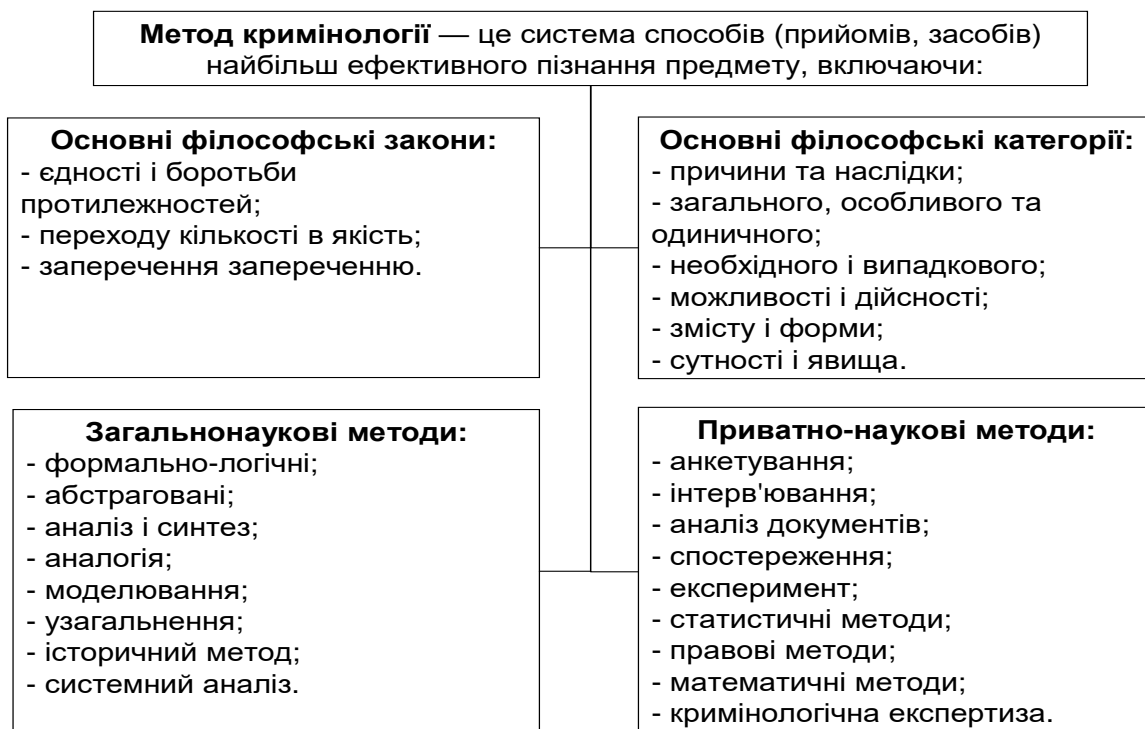 Метод кримінології — це система способів (прийомів, засобів)
найбільш ефективного пізнання предмету, включаючи:
Основні філософські закони:
- єдності і боротьби
протилежностей;
- переходу кількості в якість;
- заперечення запереченню.
Основні філософські категорії:
- причини та наслідки;
- загального, особливого та
одиничного;
- необхідного і випадкового;
- можливості і дійсності;
- змісту і форми;
- сутності і явища.
Загальнонаукові методи:
- формально-логічні;
- абстраговані;
- аналіз і синтез;
- аналогія;
- моделювання;
- узагальнення;
- історичний метод;
- системний аналіз.
Приватно-наукові методи:
- анкетування;
- інтерв'ювання;
- аналіз документів;
- спостереження;
- експеримент;
- статистичні методи;
- правові методи;
- математичні методи;
- кримінологічна експертиза.